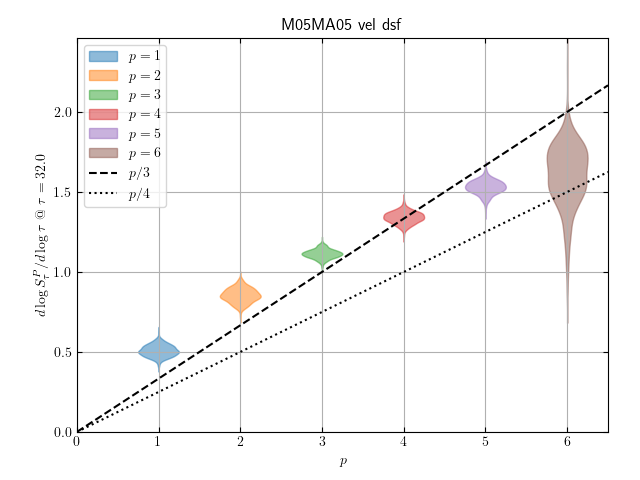 M05MA05 vel dsf
p = 1
p = 2
p = 3
p = 4
p = 5
p = 6
p/3
p/4
d log S_τ^P / d log τ @ τ = 32.0
2.0
1.5
1.0
0.5
0.0
0 1 2 3 4 5 6
p